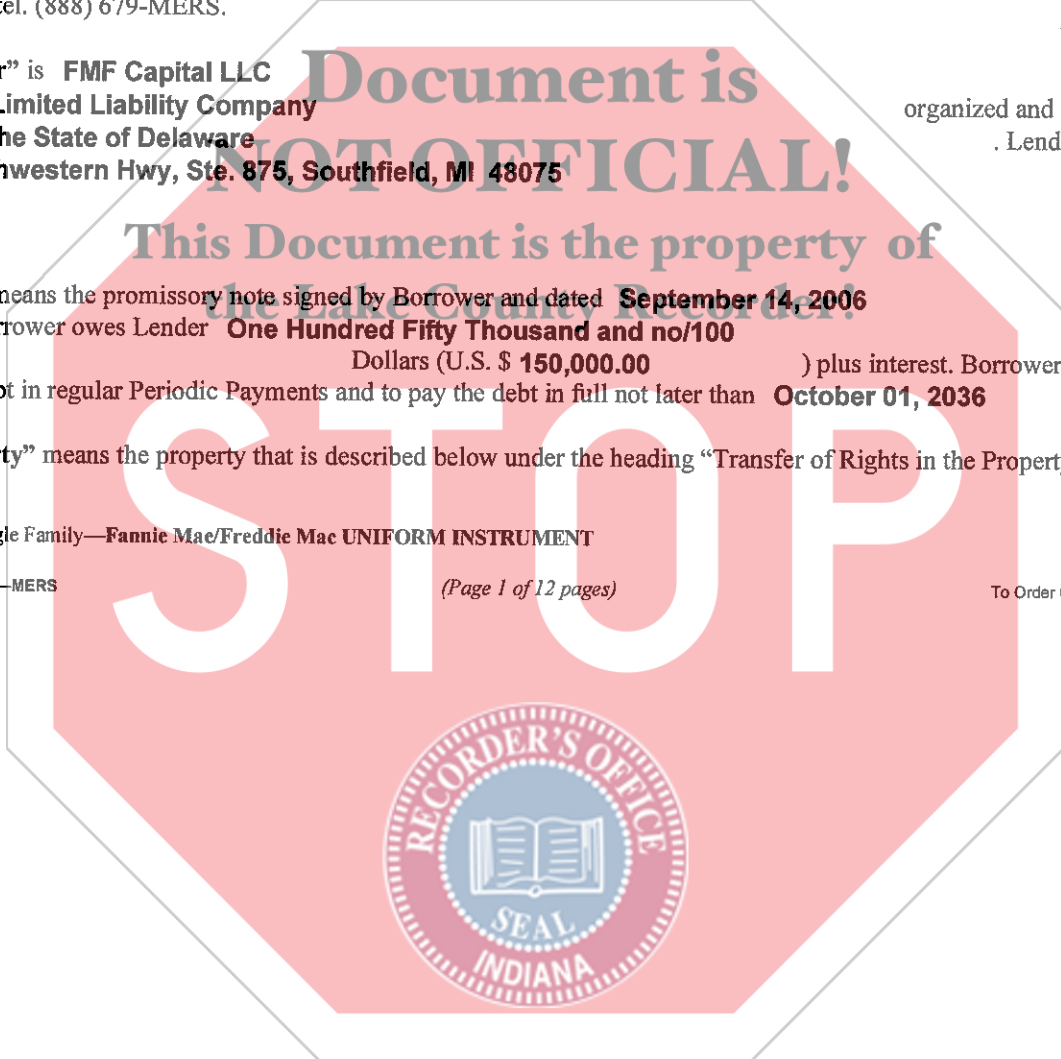 tel. (888) 679-MERS.
r” is FMF Capital LLC
Limited Liability Company organized and
he State of Delaware . Lend
nwestern Hwy, Ste. 875, Southfield, MI 48075
Document is
NOT OFFICIAL!
This Document is the property of
the Lake County Recorder!
means the promissory note signed by Borrower and dated September 14, 2006
rrower owes Lender One Hundred Fifty Thousand and no/100
Dollars (U.S. $ 150,000.00 ) plus interest. Borrower
bt in regular Periodic Payments and to pay the debt in full not later than October 01, 2036
rty” means the property that is described below under the heading “Transfer of Rights in the Property
gle Family—Fannie Mae/Freddie Mac UNIFORM INSTRUMENT
—MERS (Page 1 of 12 pages) To Order
STOP
RECORDER'S OFFICE
SEAL
INDIANA